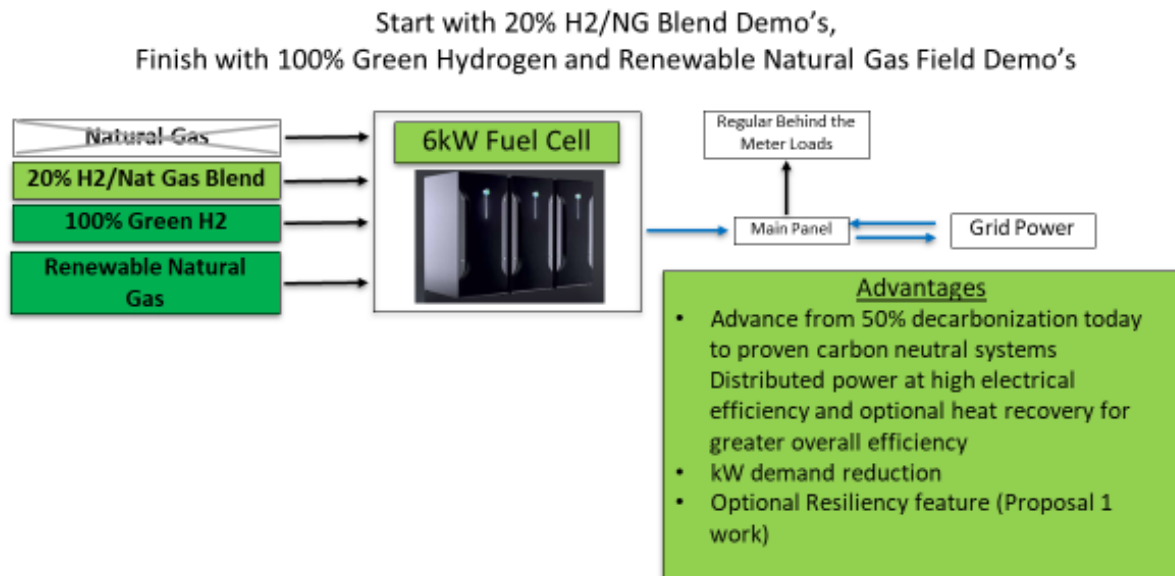 Start with 20% H2/NG Blend Demo's,
Finish with 100% Green Hydrogen and Renewable Natural Gas Field Demo's
Natural Gas
20% H2/Nat Gas Blend
100% Green H2
Renewable Natural
Gas
6kW Fuel Cell
Regular Behind the
Meter Loads
Main Panel
Grid Power
Advantages
• Advance from 50% decarbonization today
to proven carbon neutral systems
Distributed power at high electrical
efficiency and optional heat recovery for
greater overall efficiency
• kW demand reduction
• Optional Resiliency feature (Proposal 1
work)